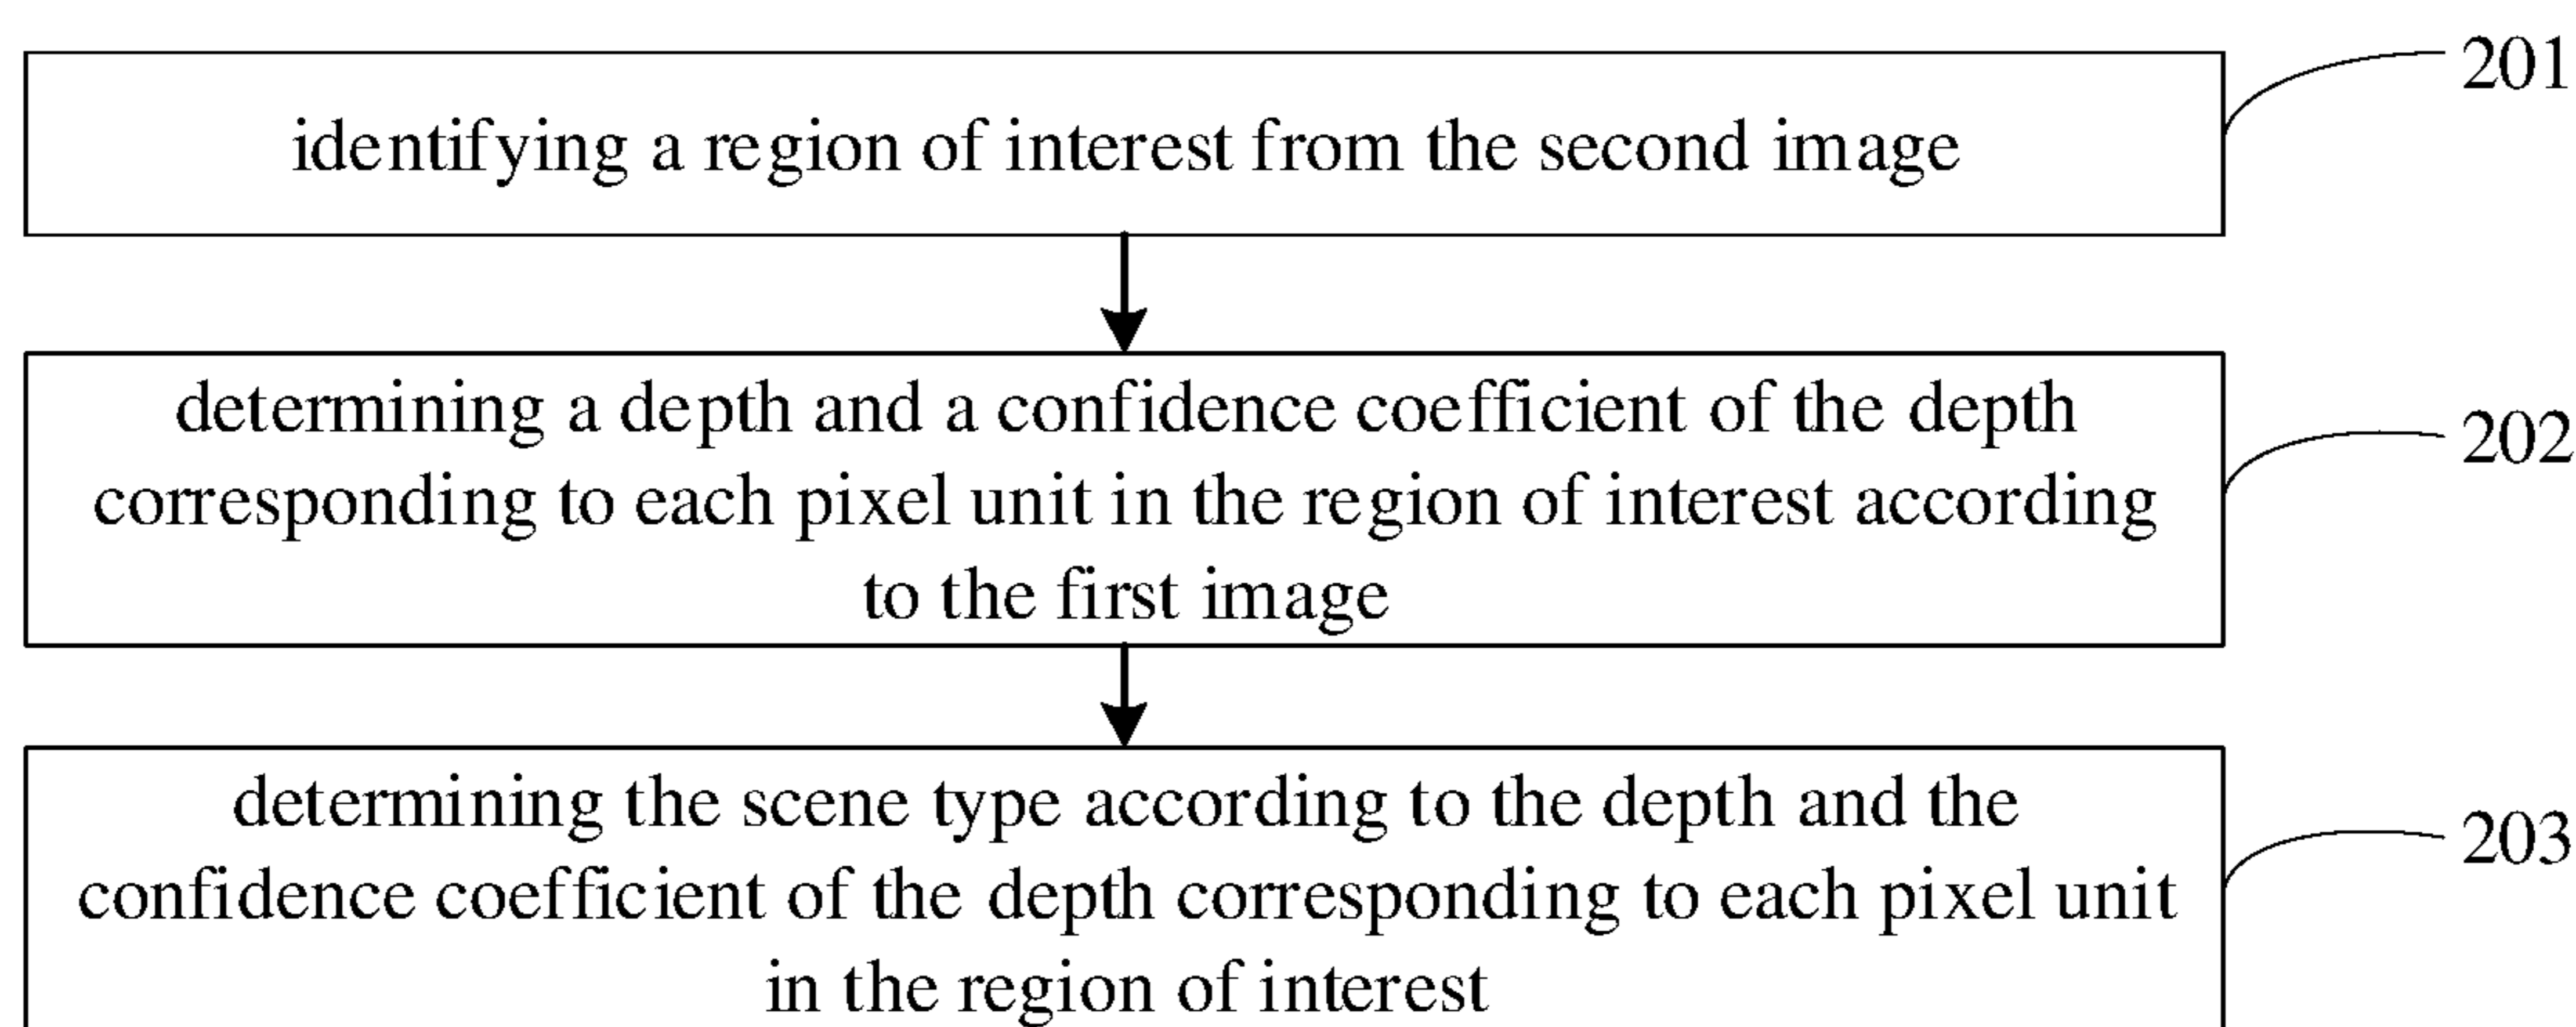 201
identifying a region of interest from the second image
determining a depth and a confidence coefficient of the depth
corresponding to each pixel unit in the region of interest according
to the first image
202
determining the scene type according to the depth and the
confidence coefficient of the depth corresponding to each pixel unit
in the region of interest
203